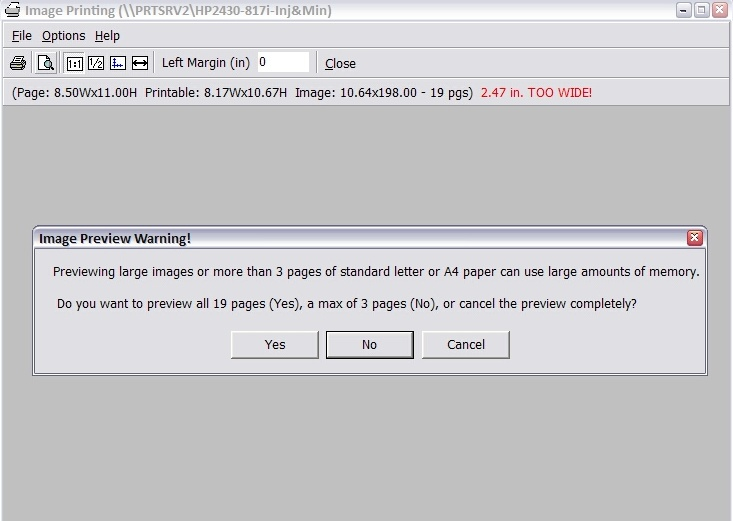 Image Printing (\\PRTSRV2\HP2430-817i-Inj&Min)
File Options Help
1:1 1/2 Left Margin (in) 0 Close
(Page: 8.50Wx11.00H Printable: 8.17Wx10.67H Image: 10.64x198.00 - 19 pgs) 2.47 in. TOO WIDE!
Image Preview Warning!
Previewing large images or more than 3 pages of standard letter or A4 paper can use large amounts of memory.
Do you want to preview all 19 pages (Yes), a max of 3 pages (No), or cancel the preview completely?
Yes No Cancel